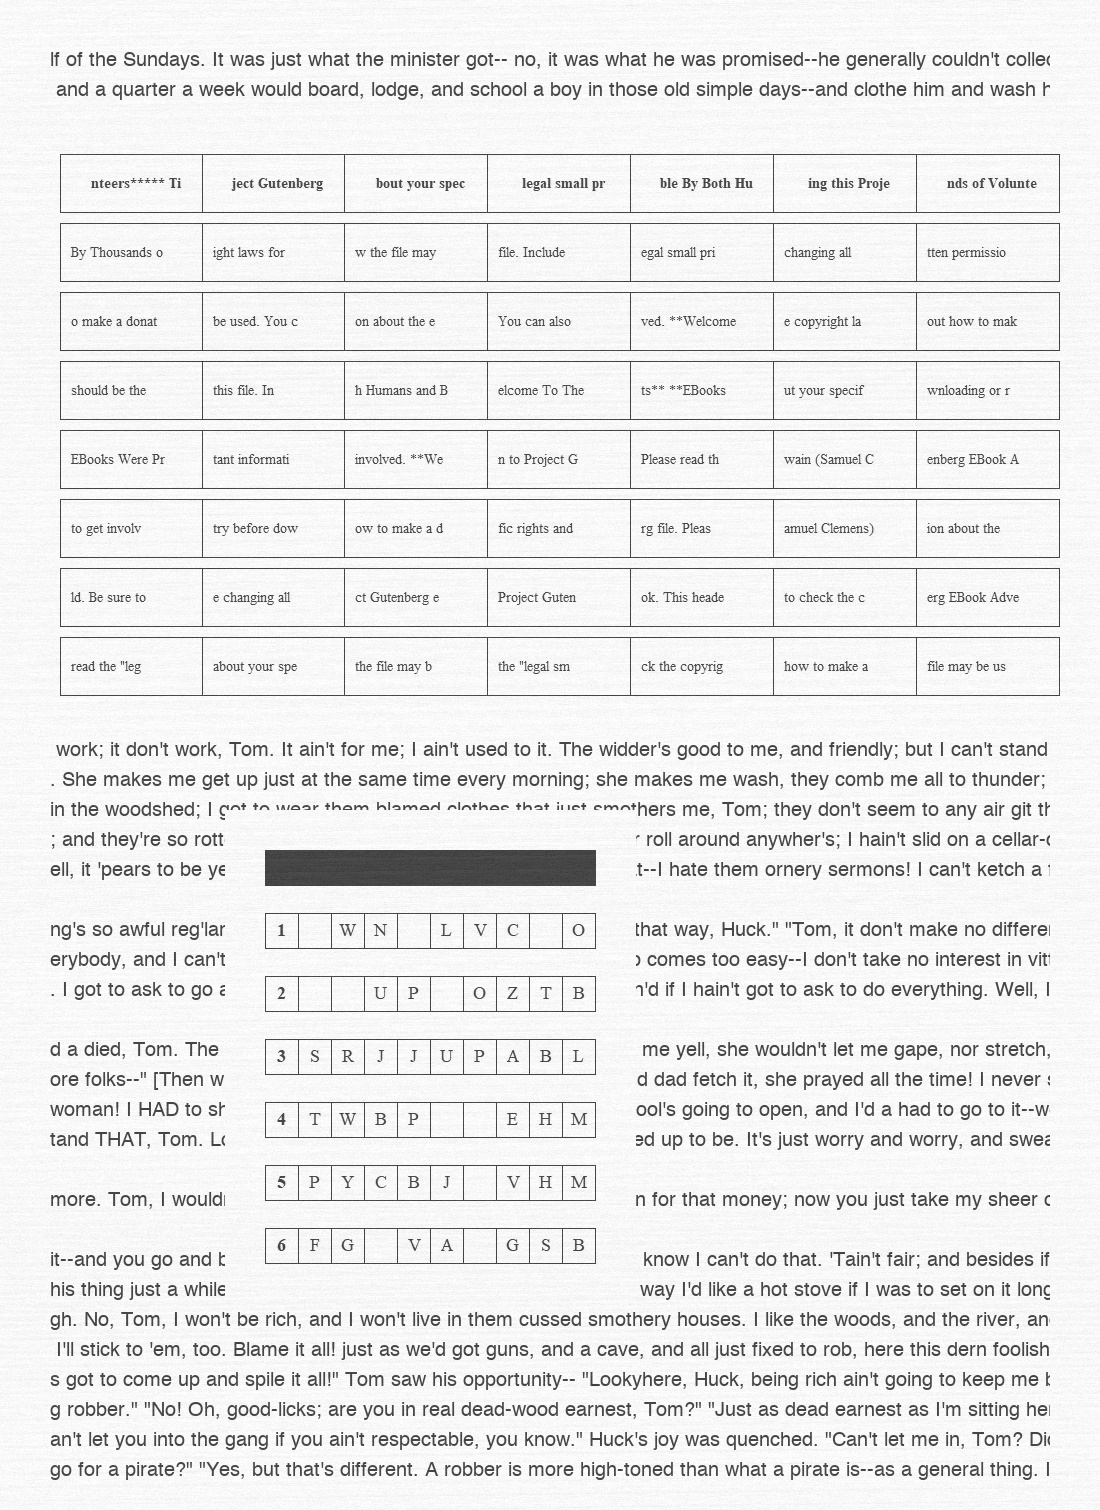 lf of the Sundays. It was just what the minister got-- no, it was what he was promised--he generally couldn't collec
and a quarter a week would board, lodge, and school a boy in those old simple days--and clothe him and wash h
nteers***** Ti ject Gutenberg bout your spec legal small pr ble By Both Hu ing this Proje nds of Volunte
By Thousands o ight laws for w the file may file. Include egal small pri changing all tten permissio
o make a donat be used. You c on about the e You can also ved. **Welcome e copyright la out how to mak
should be the this file. In h Humans and B elcome To The ts** **EBooks ut your specif wnloading or r
EBooks Were Pr tant informati involved. **We n to Project G Please read th wain (Samuel C enberg EBook A
to get involv try before dow ow to make a d fic rights and rg file. Pleas amuel Clemens) ion about the
ld. Be sure to e changing all ct Gutenberg e Project Guten ok. This heade to check the c erg EBook Adve
read the "leg about your spe the file may b the "legal sm ck the copyrig how to make a file may be us
work; it don't work, Tom. It ain't for me; I ain't used to it. The widder's good to me, and friendly; but I can't stand
. She makes me get up just at the same time every morning; she makes me wash, they comb me all to thunder;
in the woodshed; I got to wear them blamed clothes that just smothers me, Tom; they don't seem to any air git th
; and they're so rott roll around anywher's; I hain't slid on a cellar-
ell, it 'pears to be ye t--I hate them ornery sermons! I can't ketch a
ng's so awful reg'lar that way, Huck." "Tom, it don't make no differe
erybody, and I can't comes too easy--I don't take no interest in vit
. I got to ask to go a n'd if I hain't got to ask to do everything. Well, I
d a died, Tom. The me yell, she wouldn't let me gape, nor stretch,
ore folks--" [Then w d dad fetch it, she prayed all the time! I never
woman! I HAD to sh ool's going to open, and I'd a had to go to it--w
tand THAT, Tom. Lo ed up to be. It's just worry and worry, and swea
more. Tom, I would n for that money; now you just take my sheer
it--and you go and b know I can't do that. 'Tain't fair; and besides if
his thing just a while way I'd like a hot stove if I was to set on it long
1 W N L V C O
2 U P O Z T B
3 S R J J U P A B L
4 T W B P E H M
5 P Y C B J V H M
6 F G V A G S B
gh. No, Tom, I won't be rich, and I won't live in them cussed smothery houses. I like the woods, and the river, an
I'll stick to 'em, too. Blame it all! just as we'd got guns, and a cave, and all just fixed to rob, here this dern foolish
s got to come up and spile it all!" Tom saw his opportunity-- "Lookyhere, Huck, being rich ain't going to keep me b
g robber." "No! Oh, good-licks; are you in real dead-wood earnest, Tom?" "Just as dead earnest as I'm sitting he
an't let you into the gang if you ain't respectable, you know." Huck's joy was quenched. "Can't let me in, Tom? Di
go for a pirate?" "Yes, but that's different. A robber is more high-toned than what a pirate is--as a general thing. I